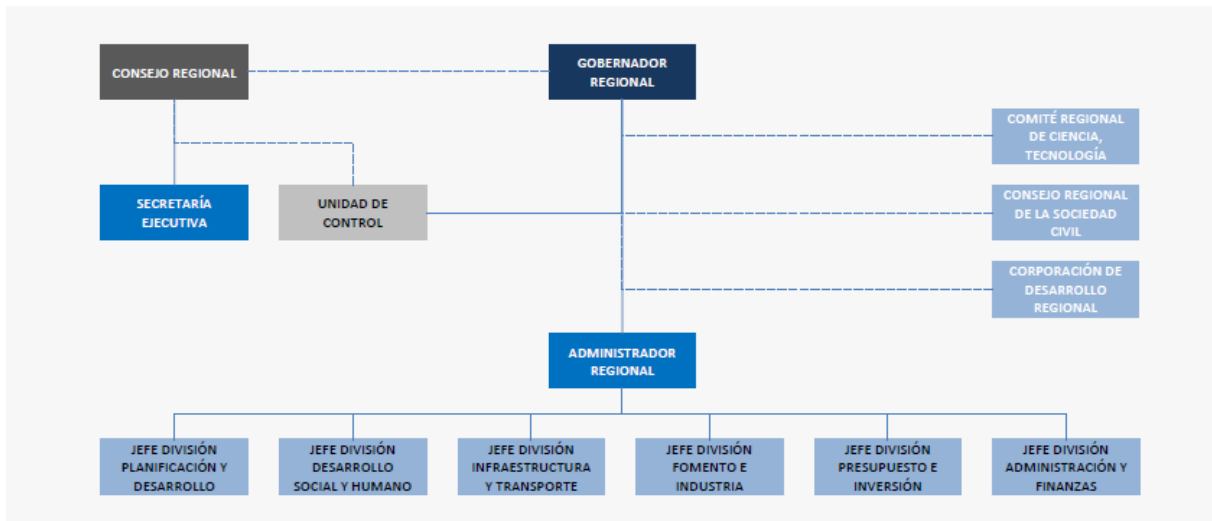 CONSEJO REGIONAL
GOBERNADOR
REGIONAL
COMITÉ REGIONAL
DE CIENCIA,
TECNOLOGÍA
SECRETARÍA
EJECUTIVA
UNIDAD DE
CONTROL
CONSEJO REGIONAL
DE LA SOCIEDAD
CIVIL
CORPORACIÓN DE
DESARROLLO
REGIONAL
ADMINISTRADOR
REGIONAL
JEFE DIVISIÓN
PLANIFICACIÓN Y
DESARROLLO
JEFE DIVISIÓN
DESARROLLO
SOCIAL Y HUMANO
JEFE DIVISIÓN
INFRAESTRUCTURA
Y TRANSPORTE
JEFE DIVISIÓN
FOMENTO E
INDUSTRIA
JEFE DIVISIÓN
PRESUPUESTO E
INVERSIÓN
JEFE DIVISIÓN
ADMINISTRACIÓN Y
FINANZAS